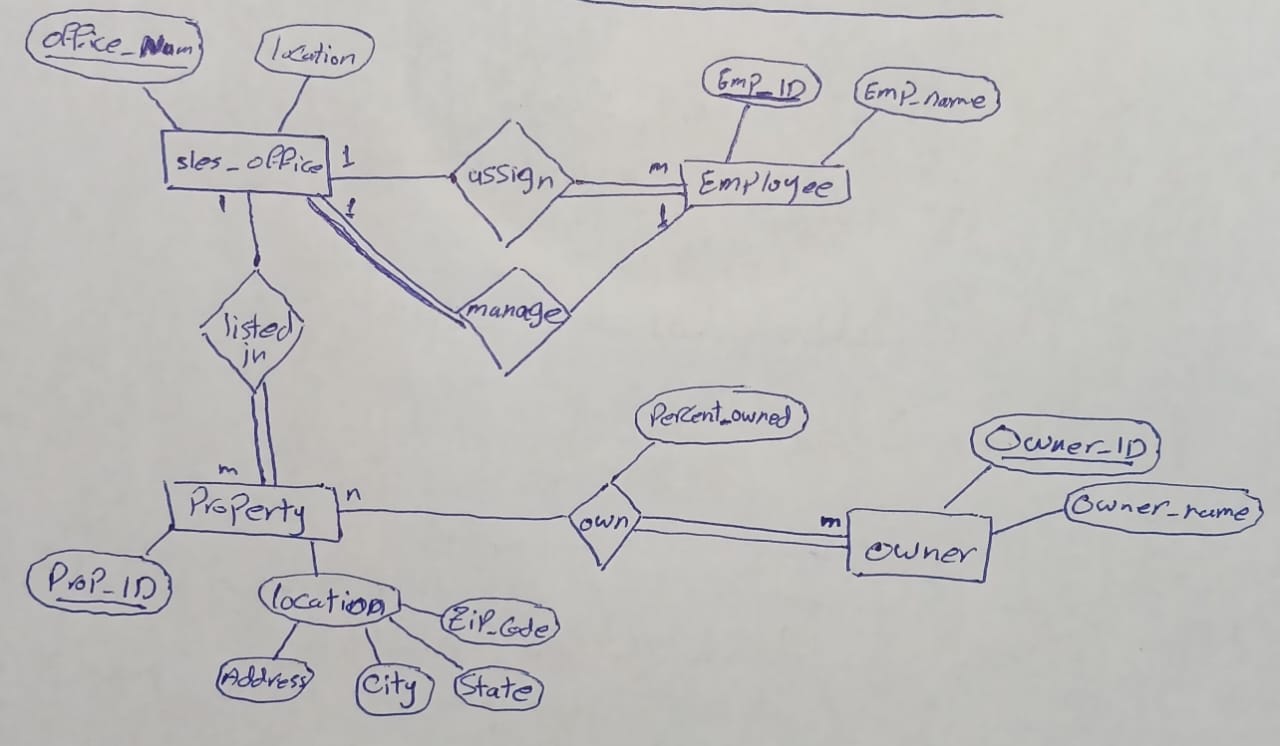 office_Num
location
Emp_ID
Emp_name
sles_office
1
assign
m
Employee
1
1
1
listed
in
manage
Percent_owned
m
Property
n
own
m
owner
Owner_ID
Owner_name
Prop_ID
location
Zip_Code
Address
City
State